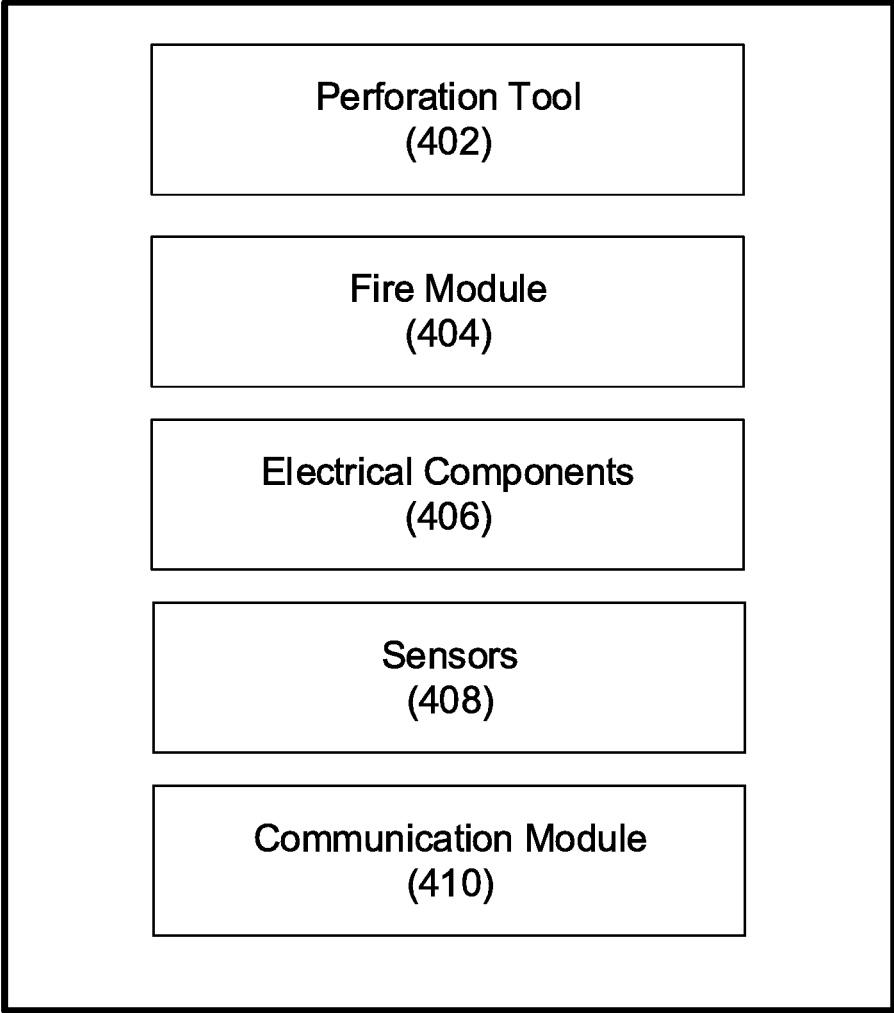 Perforation Tool
(402)
Fire Module
(404)
Electrical Components
(406)
Sensors
(408)
Communication Module
(410)